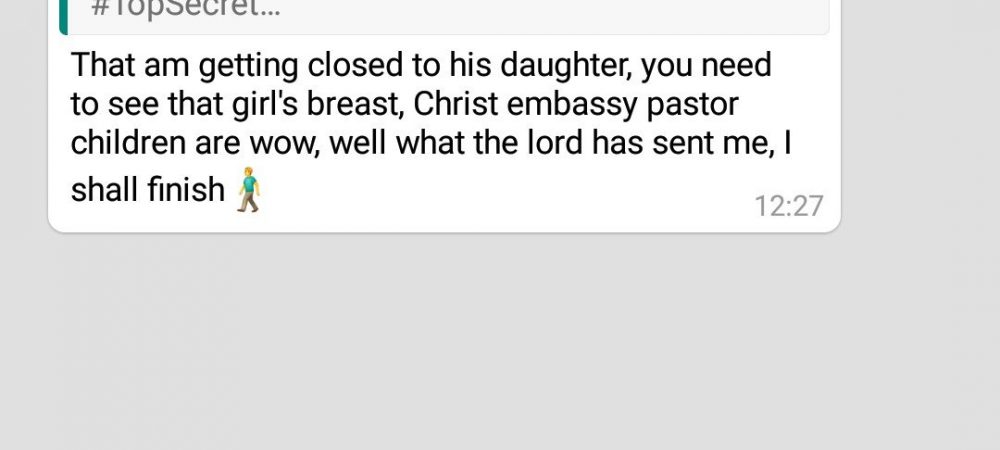 #TopSecret...
That am getting closed to his daughter, you need
to see that girl's breast, Christ embassy pastor
children are wow, well what the lord has sent me, I
shall finish 🚶‍♂️
12:27